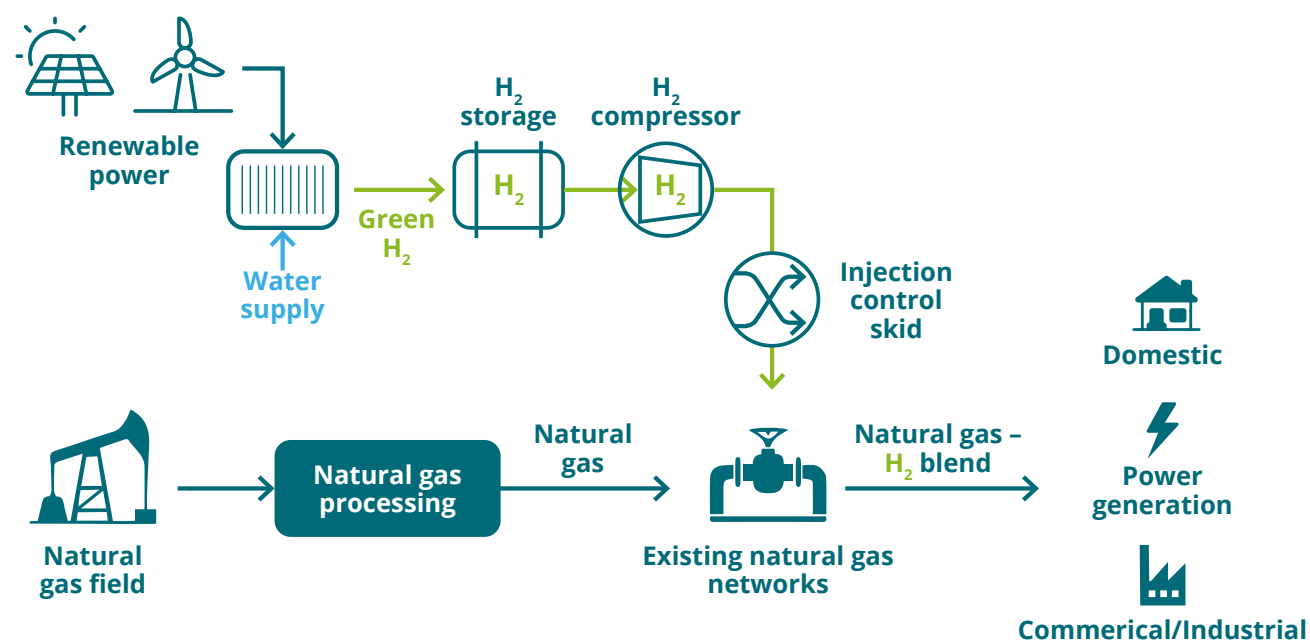 Renewable
power
H₂
storage
H₂
compressor
H₂
H₂
Green
H₂
Water
supply
Injection
control
skid
Domestic
Natural
gas field
Natural gas
processing
Natural
gas
Existing natural gas
networks
Natural gas –
H₂ blend
Power
generation
Commerical/Industrial